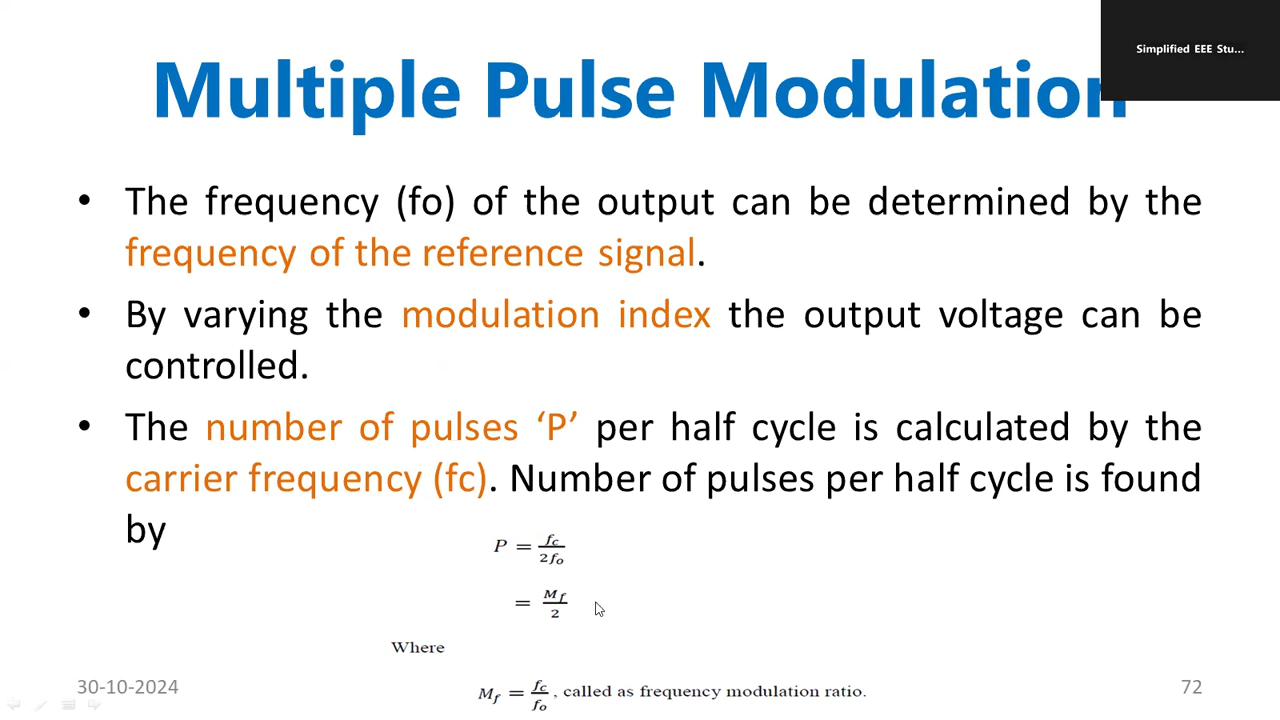 Simplified EEE Stu...
Multiple Pulse Modulation
• The frequency (fo) of the output can be determined by the
frequency of the reference signal.
• By varying the modulation index the output voltage can be
controlled.
• The number of pulses ‘P’ per half cycle is calculated by the
carrier frequency (fc). Number of pulses per half cycle is found
by
P = fc/2fo
= Mf/2
Where
Mf = fc/fo, called as frequency modulation ratio.
30-10-2024
72